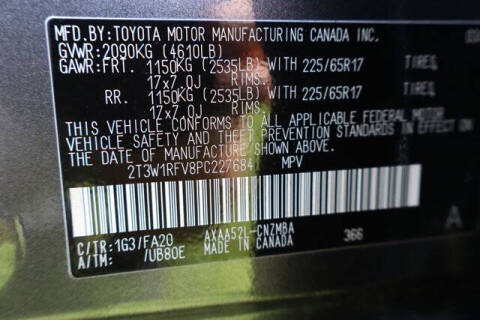 MFD.BY:TOYOTA MOTOR MANUFACTURING CANADA INC.
GVWR:2090KG (4610LB)
GAWR:FRT. 1150KG (2535LB) WITH 225/65R17 TIRES
17x7.0J RIMS.
RR. 1150KG (2535LB) WITH 225/65R17 TIRES
17x7.0J RIMS.
THIS VEHICLE CONFORMS TO ALL APPLICABLE FEDERAL MOTOR
VEHICLE SAFETY AND THEFT PREVENTION STANDARDS IN EFFECT
THE DATE OF MANUFACTURE SHOWN ABOVE.
2T3W1RFV8PC227684 MPV
C/TR:1G3/FA20 AXAA52L-CNZMBA 366 A
A/TM: /UB80E MADE IN CANADA